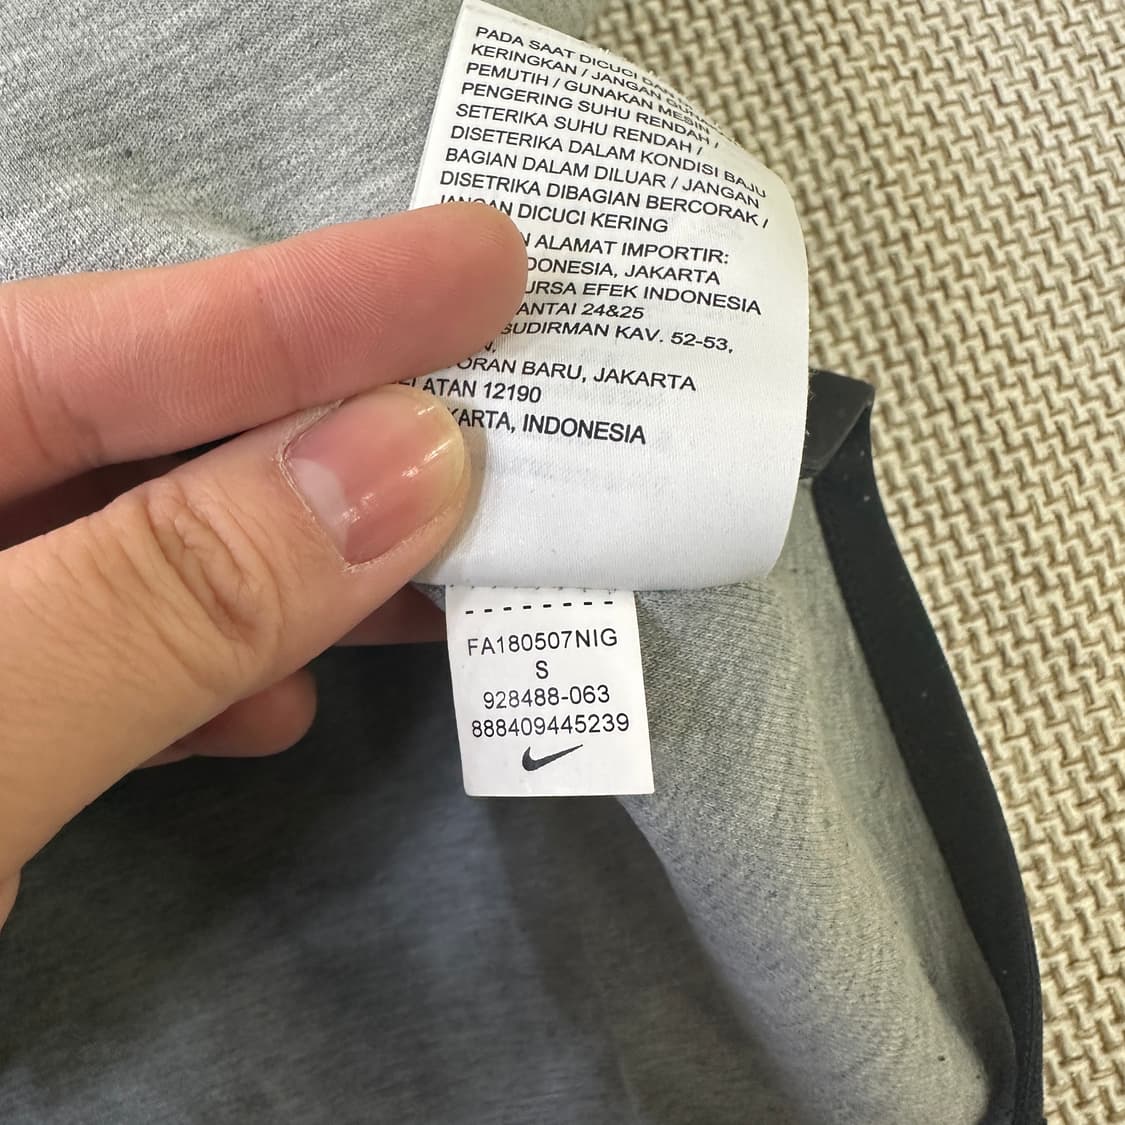 PADA SAAT DICUCI DAN
KERINGKAN / JANGAN
PEMUTIH / GUNAKAN MESIN
PENGERING SUHU RENDAH /
SETERIKA SUHU RENDAH /
DISETERIKA DALAM KONDISI BAJU
BAGIAN DALAM DILUAR / JANGAN
DISETRIKA DIBAGIAN BERCORAK /
JANGAN DICUCI KERING
ALAMAT IMPORTIR:
DONESIA, JAKARTA
URSA EFEK INDONESIA
ANTAI 24&25
SUDIRMAN KAV. 52-53,
N,
ORAN BARU, JAKARTA
ELATAN 12190
KARTA, INDONESIA
FA180507NIG
S
928488-063
888409445239